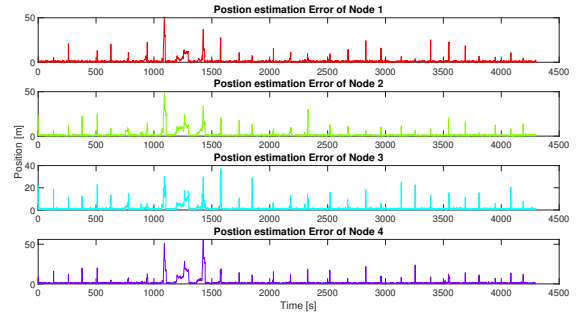 Postion estimation Error of Node 1
50
0
0 500 1000 1500 2000 2500 3000 3500 4000 4500
Postion estimation Error of Node 2
50
0
0 500 1000 1500 2000 2500 3000 3500 4000 4500
Position [m]
Postion estimation Error of Node 3
40
20
0
0 500 1000 1500 2000 2500 3000 3500 4000 4500
Postion estimation Error of Node 4
50
0
0 500 1000 1500 2000 2500 3000 3500 4000 4500
Time [s]